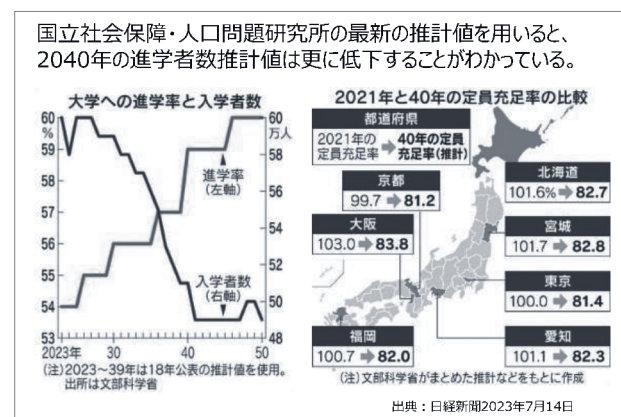 国立社会保障・人口問題研究所の最新の推計値を用いると、
2040年の進学者数推計値は更に低下することがわかっている。
大学への進学率と入学者数
60
%
59
58
57
56
55
54
53
60
万人
58
56
54
52
50
48
進学率
(左軸)
入学者数
(右軸)
2023年
30
40
50
(注)2023～39年は18年公表の推計値を使用。
出所は文部科学省
2021年と40年の定員充足率の比較
都道府県
2021年の
定員充足率
➡
40年の定員
充足率(推計)
北海道
101.6%➡82.7
京都
99.7➡81.2
大阪
103.0➡83.8
宮城
101.7➡82.8
東京
100.0➡81.4
福岡
100.7➡82.0
愛知
101.1➡82.3
(注)文部科学省がまとめた推計などをもとに作成
出典：日経新聞2023年7月14日